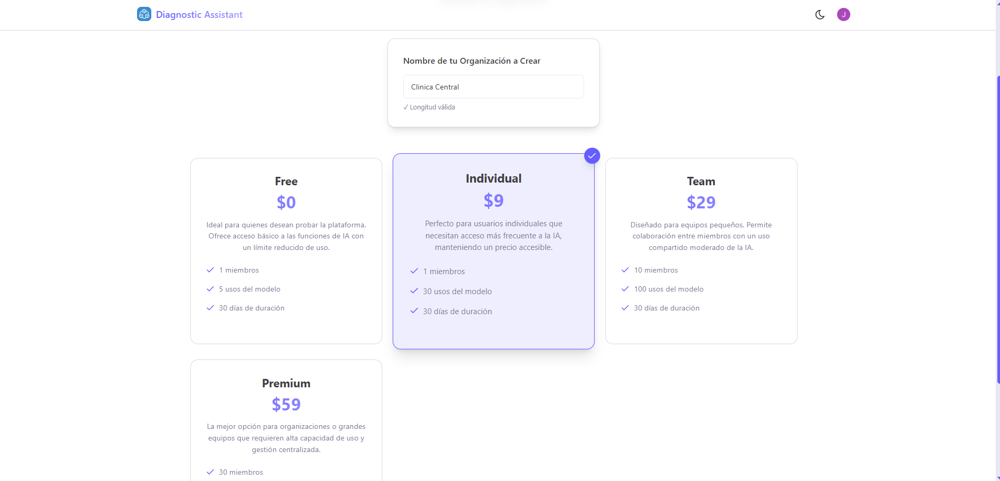 Diagnostic Assistant
J
Nombre de tu Organización a Crear
Clinica Central
✓ Longitud válida
Free
$0
Ideal para quienes desean probar la plataforma.
Ofrece acceso básico a las funciones de IA con
un límite reducido de uso.
1 miembros
5 usos del modelo
30 días de duración
Individual
$9
Perfecto para usuarios individuales que
necesitan acceso más frecuente a la IA,
manteniendo un precio accesible.
1 miembros
30 usos del modelo
30 días de duración
Team
$29
Diseñado para equipos pequeños. Permite
colaboración entre miembros con un uso
compartido moderado de la IA.
10 miembros
100 usos del modelo
30 días de duración
Premium
$59
La mejor opción para organizaciones o grandes
equipos que requieren alta capacidad de uso y
gestión centralizada.
30 miembros